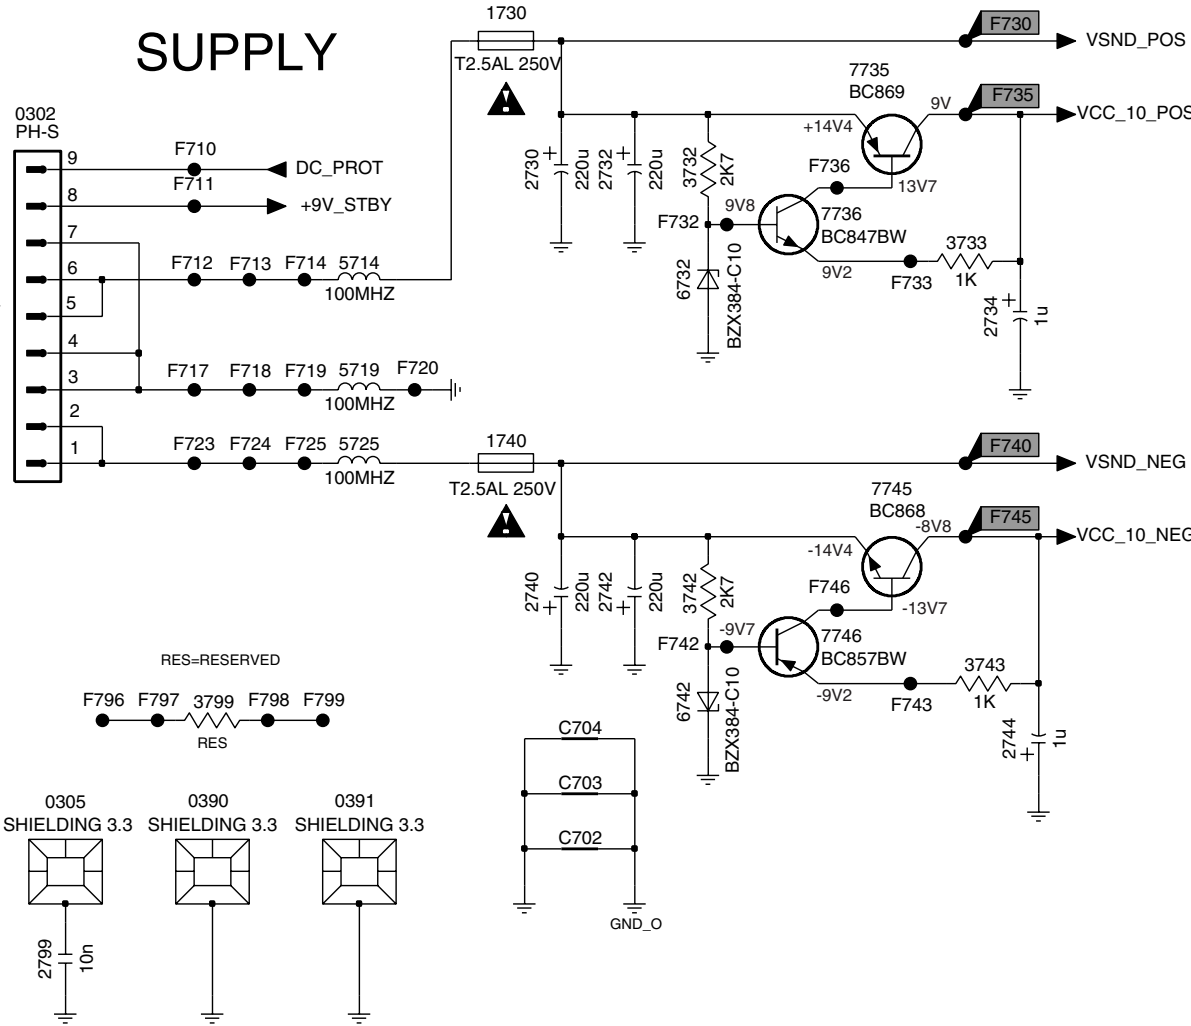 SUPPLY
0302
PH-S
9
8
7
6
5
4
3
2
1
F710
DC_PROT
F711
+9V_STBY
F712
F713
F714
5714
100MHZ
F717
F718
F719
5719
100MHZ
F720
F723
F724
F725
5725
100MHZ
1730
T2.5AL 250V
F730
VSND_POS
7735
BC869
9V
F735
VCC_10_POS
+14V4
2730
220u
2732
220u
3732
2K7
F736
13V7
F732
9V8
7736
BC847BW
9V2
6732
BZX384-C10
F733
3733
1K
2734
1u
1740
T2.5AL 250V
F740
VSND_NEG
7745
BC868
-8V8
F745
VCC_10_NEG
-14V4
2740
220u
2742
220u
3742
2K7
F746
-13V7
F742
-9V7
7746
BC857BW
-9V2
6742
BZX384-C10
F743
3743
1K
2744
1u
RES=RESERVED
F796
F797
3799
F798
F799
RES
C704
C703
C702
GND_O
0305
SHIELDING 3.3
0390
SHIELDING 3.3
0391
SHIELDING 3.3
2799
10n